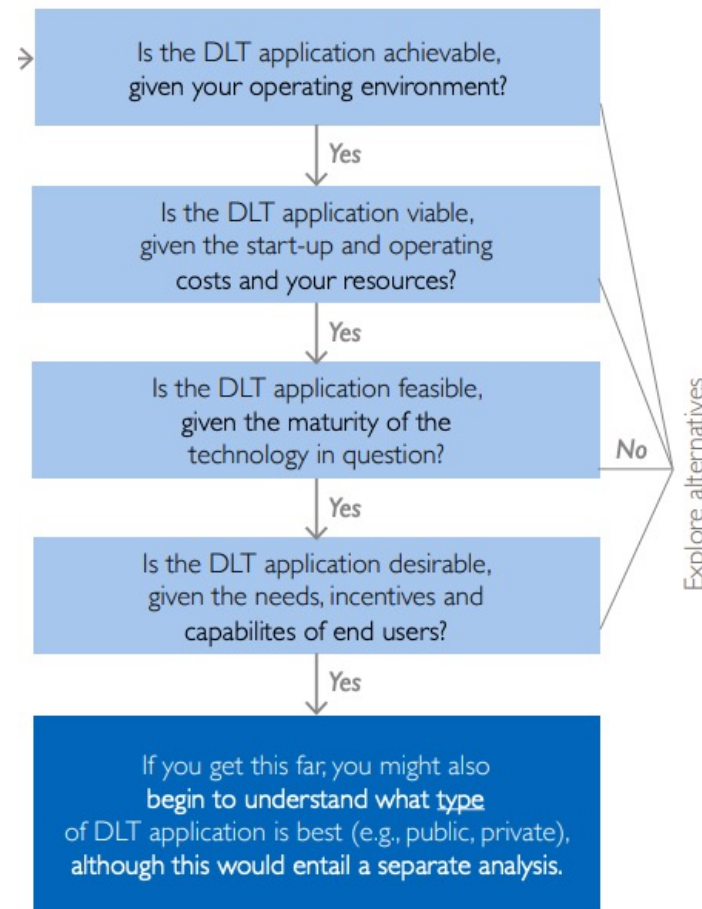 Is the DLT application achievable,
given your operating environment?
Yes
Is the DLT application viable,
given the start-up and operating
costs and your resources?
Yes
Is the DLT application feasible,
given the maturity of the
technology in question?
No
Explore alternatives
Yes
Is the DLT application desirable,
given the needs, incentives and
capabilites of end users?
Yes
If you get this far, you might also
begin to understand what type
of DLT application is best (e.g., public, private),
although this would entail a separate analysis.